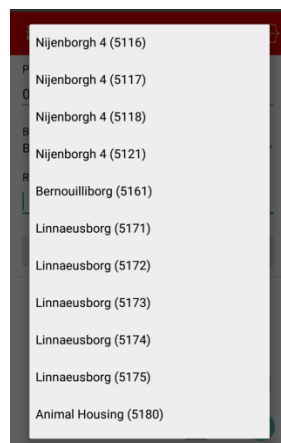 Nijenborgh 4 (5116)
Nijenborgh 4 (5117)
Nijenborgh 4 (5118)
Nijenborgh 4 (5121)
Bernouilliborg (5161)
Linnaeusborg (5171)
Linnaeusborg (5172)
Linnaeusborg (5173)
Linnaeusborg (5174)
Linnaeusborg (5175)
Animal Housing (5180)